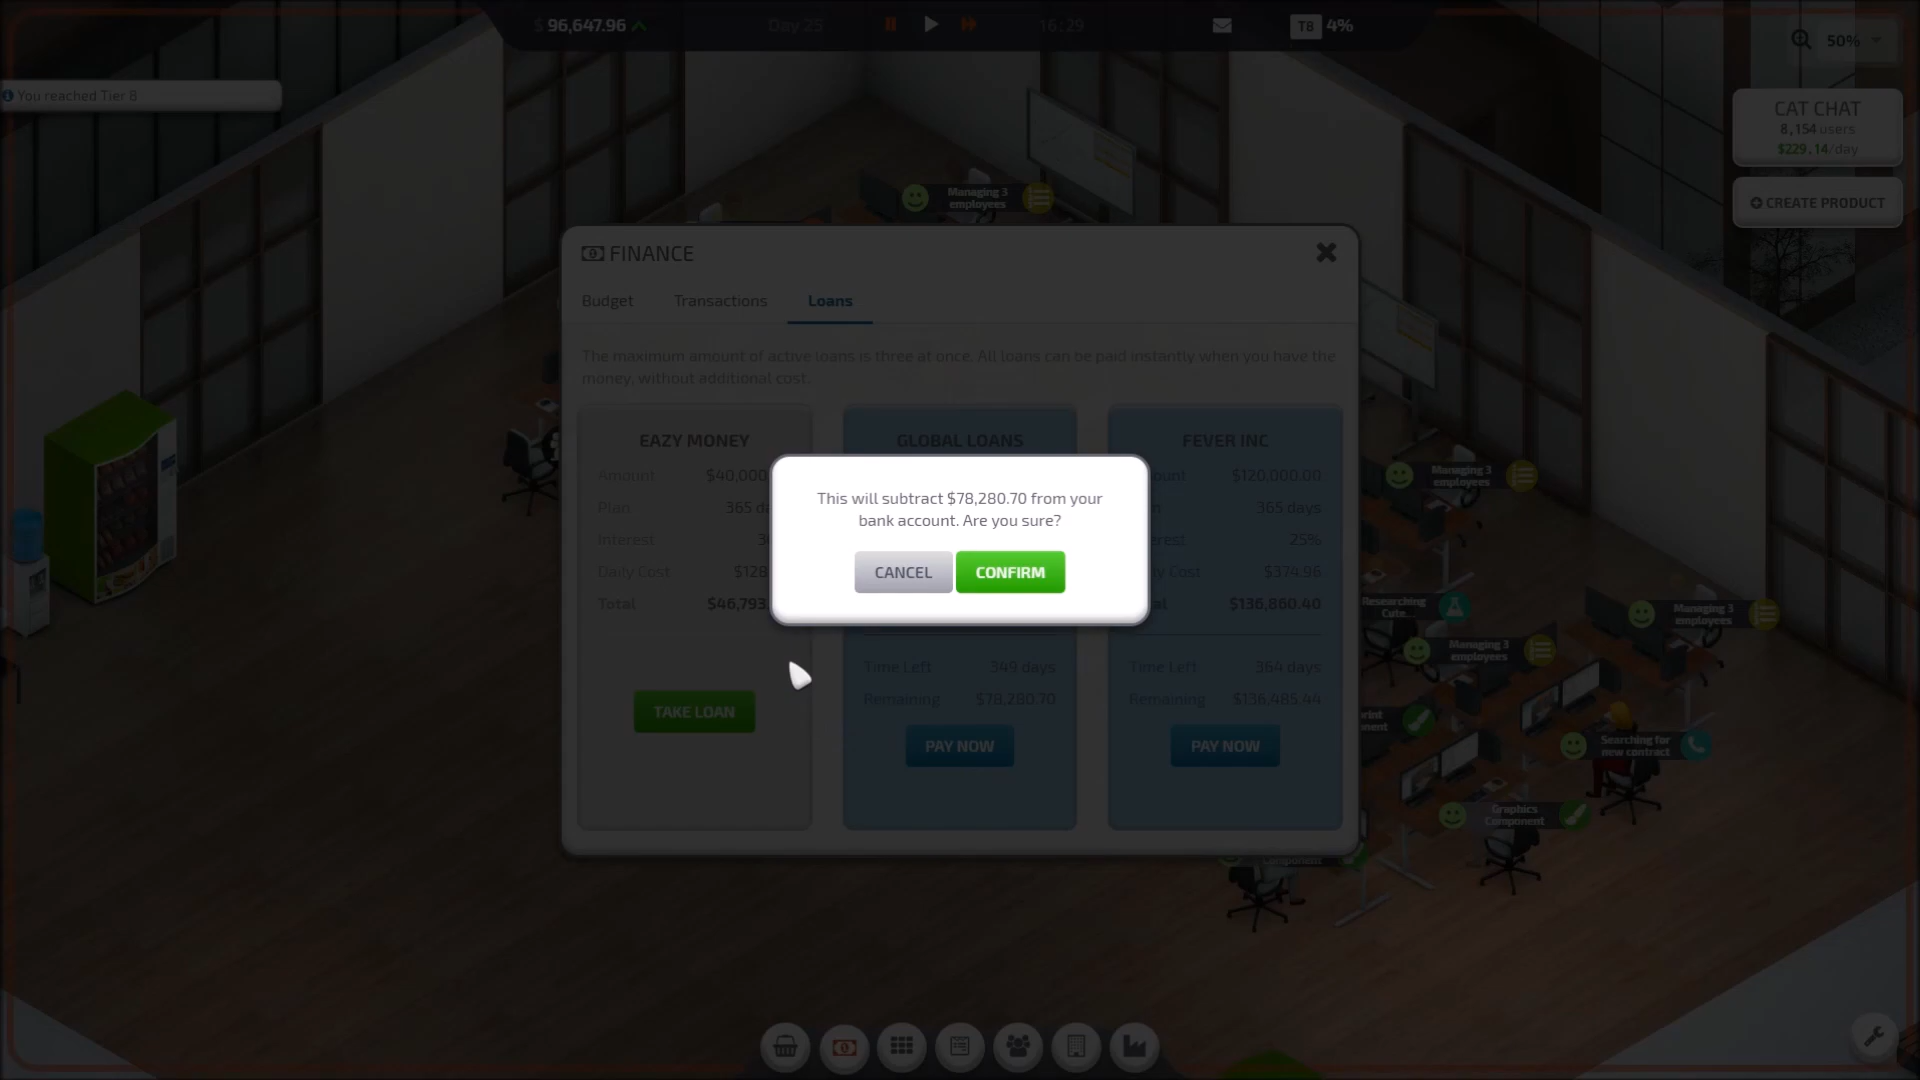 $ 96,647.96
Day 25
16:29
T8 4%
50%
You reached Tier 8
CAT CHAT
8,154 users
$229.14/day
CREATE PRODUCT
Managing 3
employees
FINANCE
Budget
Transactions
Loans
The maximum amount of active loans is three at once. All loans can be paid instantly when you have the
money, without additional cost.
EAZY MONEY
Amount $40,000
Plan 365
Interest
Daily Cost $128
Total $46,793
TAKE LOAN
GLOBAL LOANS
Time Left 349 days
Remaining $78,280.70
PAY NOW
FEVER INC
$120,000.00
365 days
25%
$374.96
$136,860.40
Time Left 364 days
Remaining $136,485.44
PAY NOW
This will subtract $78,280.70 from your
bank account. Are you sure?
CANCEL
CONFIRM
Managing 3
employees
Researching
Cute...
Managing 3
employees
Managing 3
employees
Searching for
new contract
Graphics
Component
Component